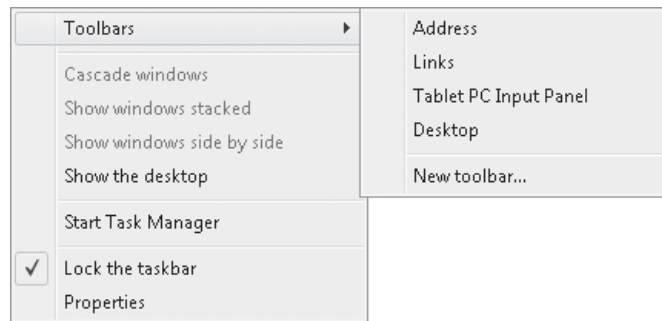 Toolbars
Cascade windows
Show windows stacked
Show windows side by side
Show the desktop
Start Task Manager
Lock the taskbar
Properties
Address
Links
Tablet PC Input Panel
Desktop
New toolbar...